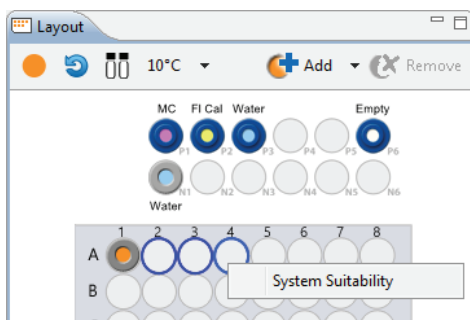 Layout
10°C Add Remove
MC FI Cal Water Empty
P1 P2 P3 P4 P5 P6
N1 N2 N3 N4 N5 N6
Water
1 2 3 4 5 6 7 8
A
System Suitability
B